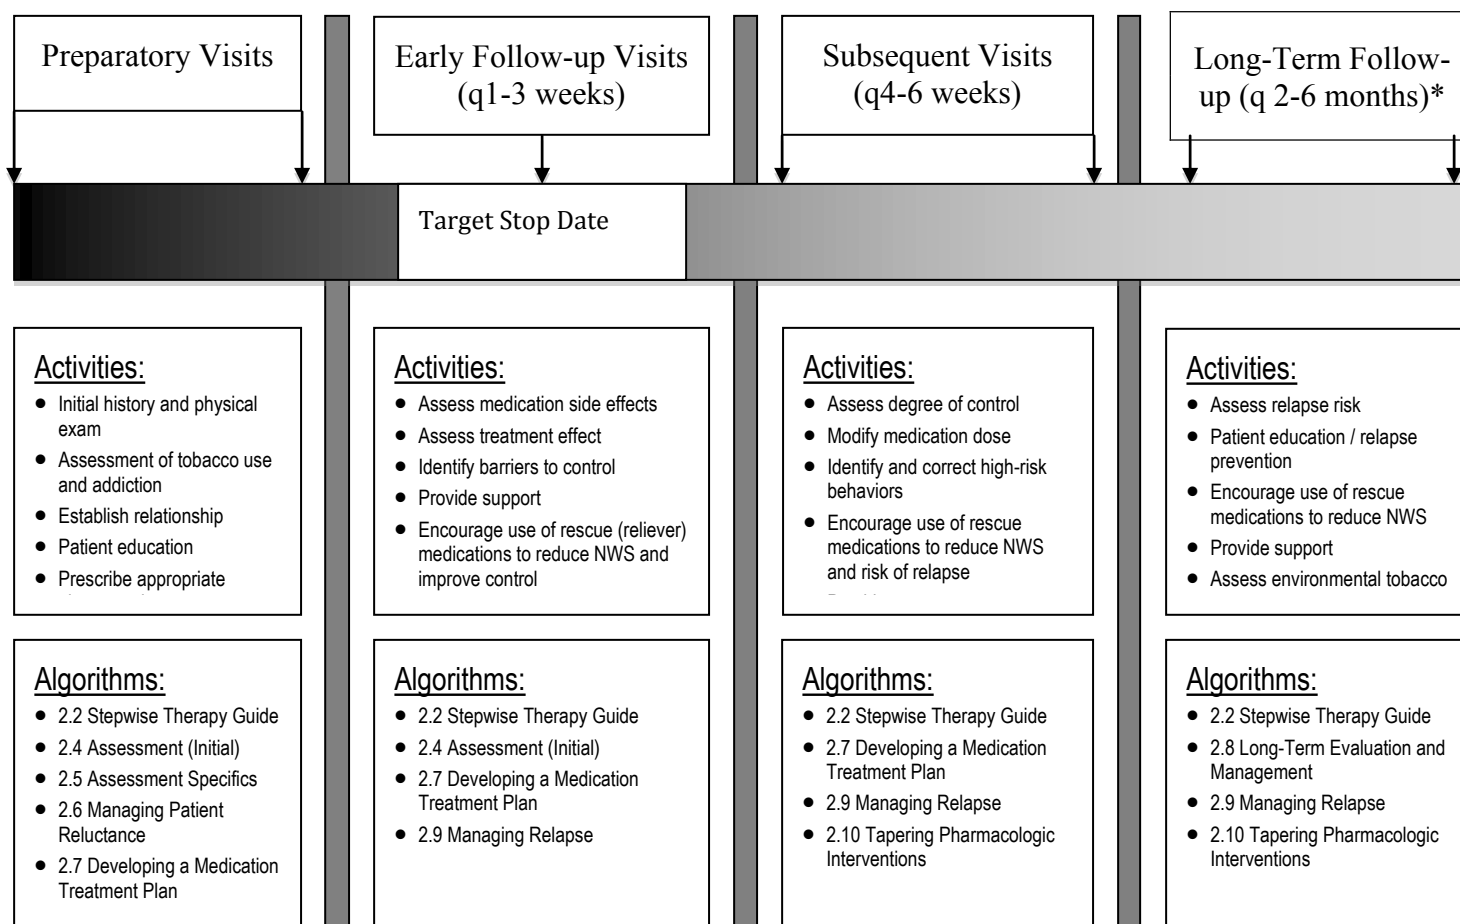 Preparatory Visits
Early Follow-up Visits
(q1-3 weeks)
Subsequent Visits
(q4-6 weeks)
Long-Term Follow-
up (q 2-6 months)*
Target Stop Date
Activities:
● Initial history and physical
exam
● Assessment of tobacco use
and addiction
● Establish relationship
● Patient education
● Prescribe appropriate
Activities:
● Assess medication side effects
● Assess treatment effect
● Identify barriers to control
● Provide support
● Encourage use of rescue (reliever)
medications to reduce NWS and
improve control
Activities:
● Assess degree of control
● Modify medication dose
● Identify and correct high-risk
behaviors
● Encourage use of rescue
medications to reduce NWS
and risk of relapse
Activities:
● Assess relapse risk
● Patient education / relapse
prevention
● Encourage use of rescue
medications to reduce NWS
● Provide support
● Assess environmental tobacco
Algorithms:
● 2.2 Stepwise Therapy Guide
● 2.4 Assessment (Initial)
● 2.5 Assessment Specifics
● 2.6 Managing Patient
Reluctance
● 2.7 Developing a Medication
Treatment Plan
Algorithms:
● 2.2 Stepwise Therapy Guide
● 2.4 Assessment (Initial)
● 2.7 Developing a Medication
Treatment Plan
● 2.9 Managing Relapse
Algorithms:
● 2.2 Stepwise Therapy Guide
● 2.7 Developing a Medication
Treatment Plan
● 2.9 Managing Relapse
● 2.10 Tapering Pharmacologic
Interventions
Algorithms:
● 2.2 Stepwise Therapy Guide
● 2.8 Long-Term Evaluation and
Management
● 2.9 Managing Relapse
● 2.10 Tapering Pharmacologic
Interventions